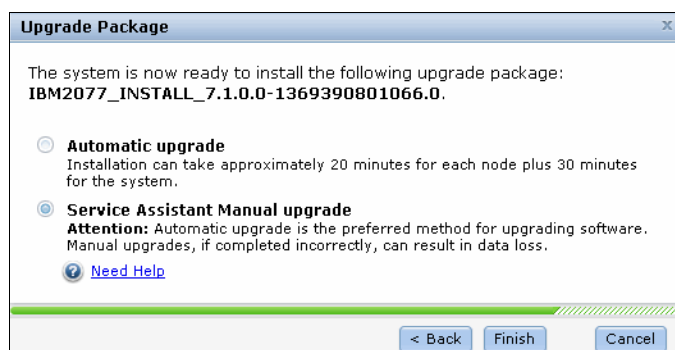 Upgrade Package x
The system is now ready to install the following upgrade package:
IBM2077_INSTALL_7.1.0.0-1369390801066.0.
Automatic upgrade
Installation can take approximately 20 minutes for each node plus 30 minutes
for the system.
Service Assistant Manual upgrade
Attention: Automatic upgrade is the preferred method for upgrading software.
Manual upgrades, if completed incorrectly, can result in data loss.
? Need Help
< Back Finish Cancel